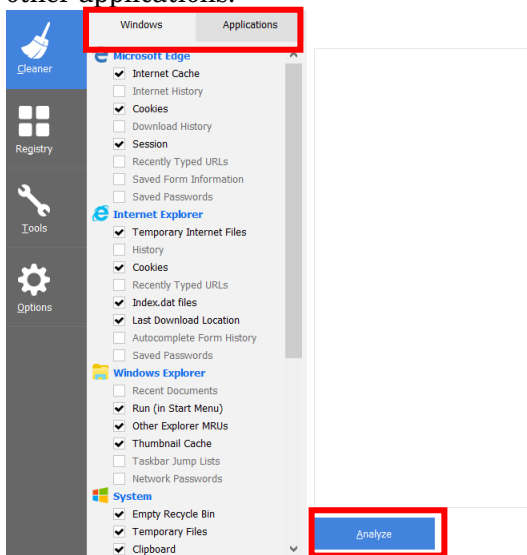 other applications.
Windows Applications
Cleaner
Registry
Tools
Options
Microsoft Edge
Internet Cache
Internet History
Cookies
Download History
Session
Recently Typed URLs
Saved Form Information
Saved Passwords
Internet Explorer
Temporary Internet Files
History
Cookies
Recently Typed URLs
Index.dat files
Last Download Location
Autocomplete Form History
Saved Passwords
Windows Explorer
Recent Documents
Run (in Start Menu)
Other Explorer MRUs
Thumbnail Cache
Taskbar Jump Lists
Network Passwords
System
Empty Recycle Bin
Temporary Files
Clipboard
Analyze